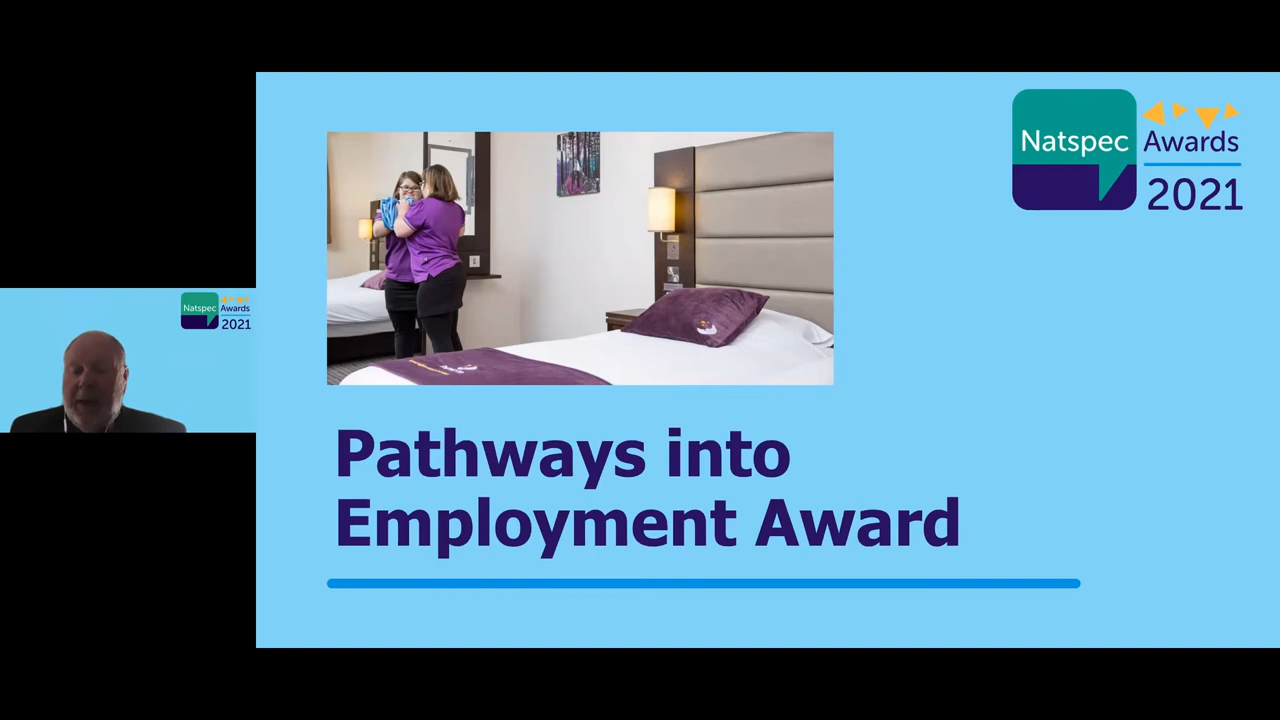 Natspec
Awards
2021
Pathways into
Employment Award
Natspec
Awards
2021